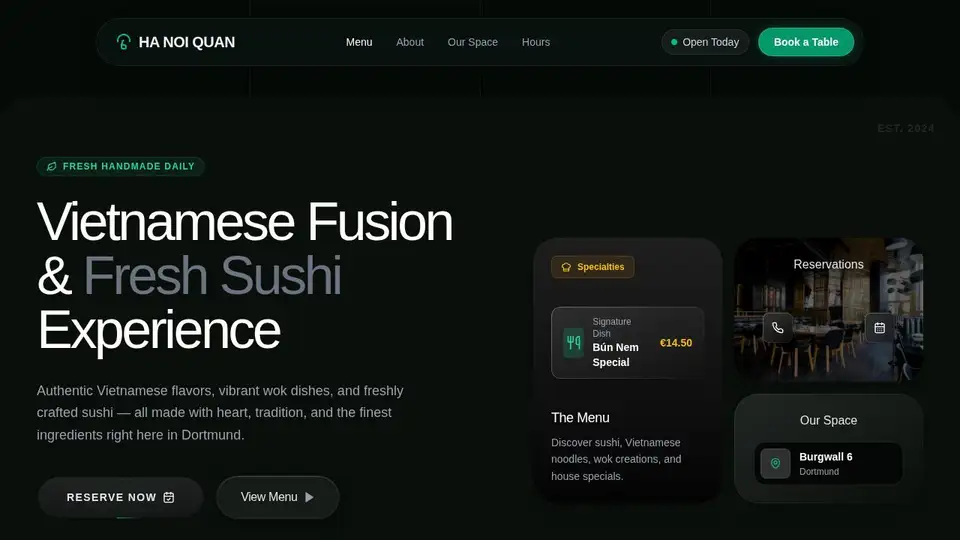 HA NOI QUAN
Menu
About
Our Space
Hours
Open Today
Book a Table
EST. 2024
FRESH HANDMADE DAILY
Vietnamese Fusion
& Fresh Sushi
Experience
Authentic Vietnamese flavors, vibrant wok dishes, and freshly
crafted sushi — all made with heart, tradition, and the finest
ingredients right here in Dortmund.
RESERVE NOW
View Menu
Specialties
Signature
Dish
Bún Nem
Special
€14.50
The Menu
Discover sushi, Vietnamese
noodles, wok creations, and
house specials.
Reservations
Our Space
Burgwall 6
Dortmund